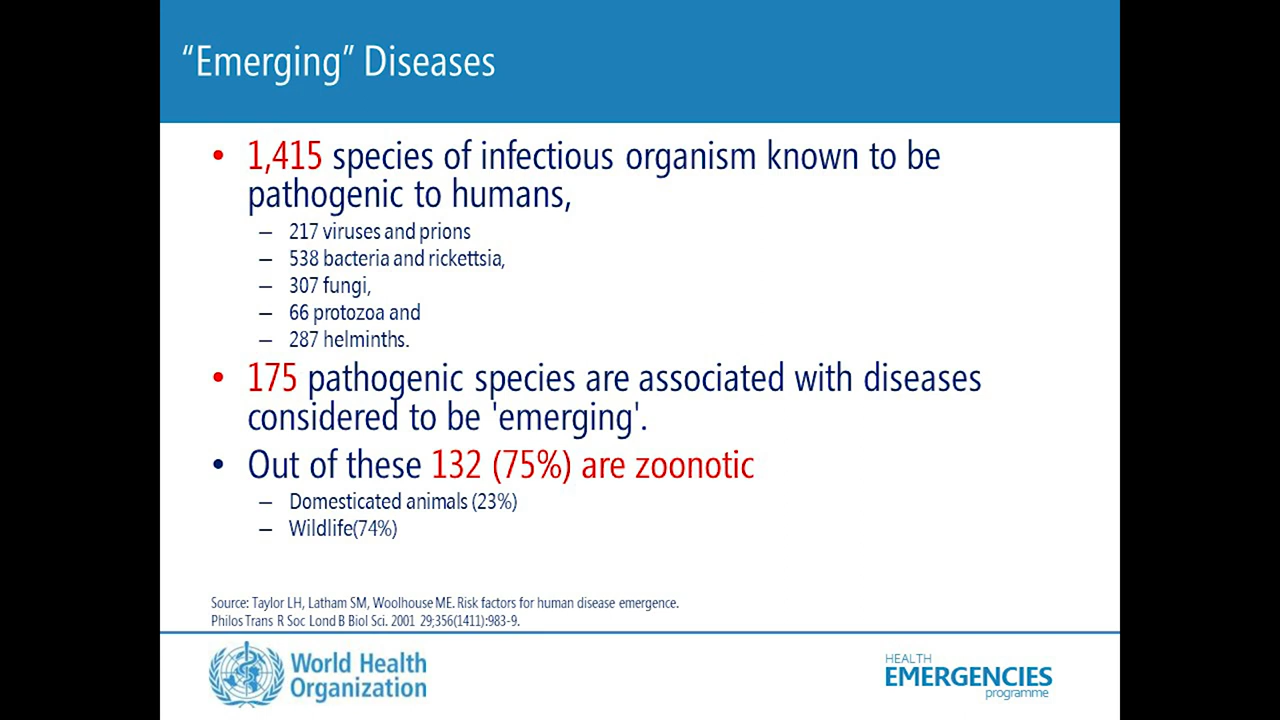 “Emerging” Diseases
• 1,415 species of infectious organism known to be
pathogenic to humans,
– 217 viruses and prions
– 538 bacteria and rickettsia,
– 307 fungi,
– 66 protozoa and
– 287 helminths.
• 175 pathogenic species are associated with diseases
considered to be 'emerging'.
• Out of these 132 (75%) are zoonotic
– Domesticated animals (23%)
– Wildlife(74%)
Source: Taylor LH, Latham SM, Woolhouse ME. Risk factors for human disease emergence.
Philos Trans R Soc Lond B Biol Sci. 2001 29;356(1411):983-9.
World Health
Organization
HEALTH
EMERGENCIES
programme